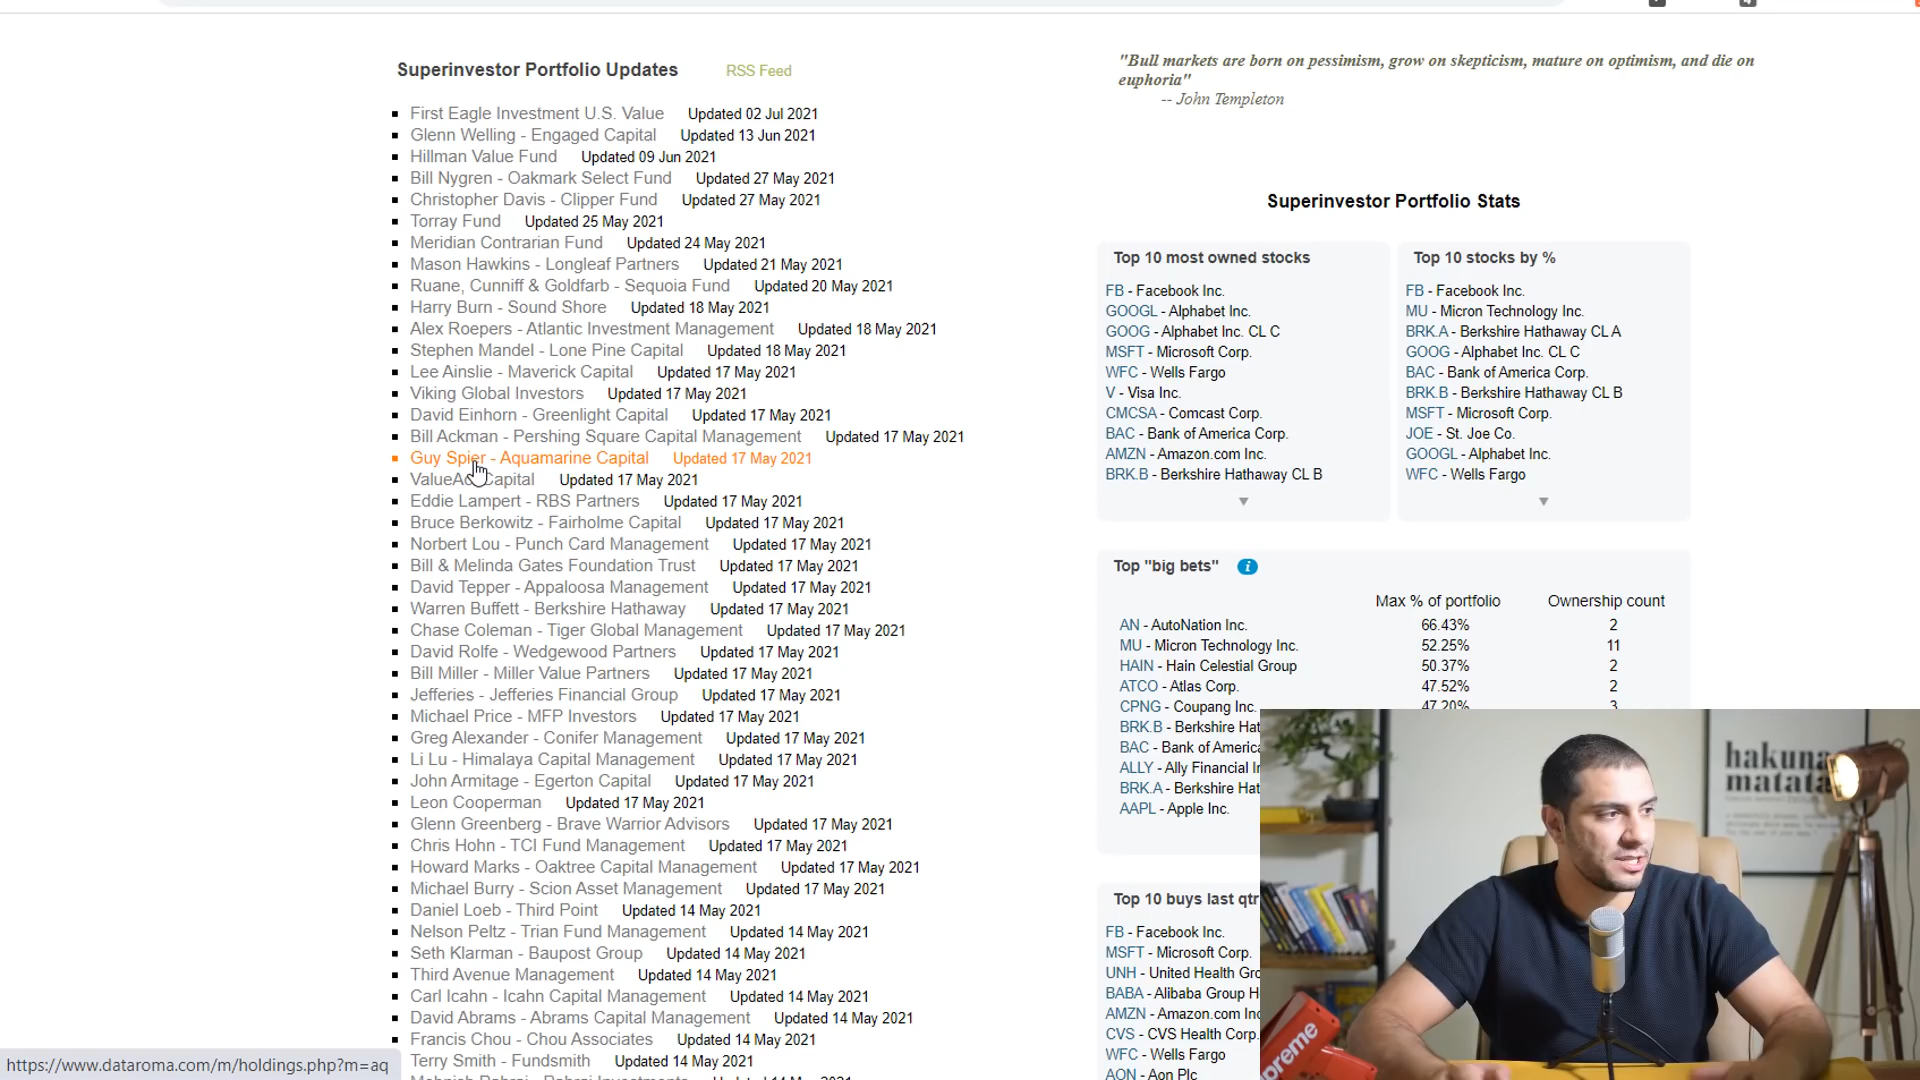 Superinvestor Portfolio Updates RSS Feed
First Eagle Investment U.S. Value Updated 02 Jul 2021
Glenn Welling - Engaged Capital Updated 13 Jun 2021
Hillman Value Fund Updated 09 Jun 2021
Bill Nygren - Oakmark Select Fund Updated 27 May 2021
Christopher Davis - Clipper Fund Updated 27 May 2021
Torray Fund Updated 25 May 2021
Meridian Contrarian Fund Updated 24 May 2021
Mason Hawkins - Longleaf Partners Updated 21 May 2021
Ruane, Cunniff & Goldfarb - Sequoia Fund Updated 20 May 2021
Harry Burn - Sound Shore Updated 18 May 2021
Alex Roepers - Atlantic Investment Management Updated 18 May 2021
Stephen Mandel - Lone Pine Capital Updated 18 May 2021
Lee Ainslie - Maverick Capital Updated 17 May 2021
Viking Global Investors Updated 17 May 2021
David Einhorn - Greenlight Capital Updated 17 May 2021
Bill Ackman - Pershing Square Capital Management Updated 17 May 2021
Guy Spier - Aquamarine Capital Updated 17 May 2021
Capital Updated 17 May 2021
Eddie Lampert - RBS Partners Updated 17 May 2021
Bruce Berkowitz - Fairholme Capital Updated 17 May 2021
Norbert Lou - Punch Card Management Updated 17 May 2021
Bill & Melinda Gates Foundation Trust Updated 17 May 2021
David Tepper - Appaloosa Management Updated 17 May 2021
Warren Buffett - Berkshire Hathaway Updated 17 May 2021
Chase Coleman - Tiger Global Management Updated 17 May 2021
David Rolfe - Wedgewood Partners Updated 17 May 2021
Bill Miller - Miller Value Partners Updated 17 May 2021
Jefferies - Jefferies Financial Group Updated 17 May 2021
Michael Price - MFP Investors Updated 17 May 2021
Greg Alexander - Conifer Management Updated 17 May 2021
Li Lu - Himalaya Capital Management Updated 17 May 2021
John Armitage - Egerton Capital Updated 17 May 2021
Leon Cooperman Updated 17 May 2021
Glenn Greenberg - Brave Warrior Advisors Updated 17 May 2021
Chris Hohn - TCI Fund Management Updated 17 May 2021
Howard Marks - Oaktree Capital Management Updated 17 May 2021
Michael Burry - Scion Asset Management Updated 17 May 2021
Daniel Loeb - Third Point Updated 14 May 2021
Nelson Peltz - Trian Fund Management Updated 14 May 2021
Seth Klarman - Baupost Group Updated 14 May 2021
Third Avenue Management Updated 14 May 2021
Carl Icahn - Icahn Capital Management Updated 14 May 2021
David Abrams - Abrams Capital Management Updated 14 May 2021
Francis Chou - Chou Associates Updated 14 May 2021
Terry Smith - Fundsmith Updated 14 May 2021
https://www.dataroma.com/m/holdings.php?m=aq
"Bull markets are born on pessimism, grow on skepticism, mature on optimism, and die on
euphoria"
-- John Templeton
Superinvestor Portfolio Stats
Top 10 most owned stocks
FB - Facebook Inc.
GOOGL - Alphabet Inc.
GOOG - Alphabet Inc. CL C
MSFT - Microsoft Corp.
WFC - Wells Fargo
V - Visa Inc.
CMCSA - Comcast Corp.
BAC - Bank of America Corp.
AMZN - Amazon.com Inc.
BRK.B - Berkshire Hathaway CL B
Top 10 stocks by %
FB - Facebook Inc.
MU - Micron Technology Inc.
BRK.A - Berkshire Hathaway CL A
GOOG - Alphabet Inc. CL C
BAC - Bank of America Corp.
BRK.B - Berkshire Hathaway CL B
MSFT - Microsoft Corp.
JOE - St. Joe Co.
GOOGL - Alphabet Inc.
WFC - Wells Fargo
Top "big bets" i
Max % of portfolio Ownership count
AN - AutoNation Inc. 66.43% 2
MU - Micron Technology Inc. 52.25% 11
HAIN - Hain Celestial Group 50.37% 2
ATCO - Atlas Corp. 47.52% 2
CPNG - Coupang Inc. 47.20% 3
BRK.B - Berkshire Hat
BAC - Bank of America
ALLY - Ally Financial In
BRK.A - Berkshire Hat
AAPL - Apple Inc.
Top 10 buys last qtr
FB - Facebook Inc.
MSFT - Microsoft Corp.
UNH - United Health Gro
BABA - Alibaba Group H
AMZN - Amazon.com Inc
CVS - CVS Health Corp.
WFC - Wells Fargo
AON - Aon Plc
hakuna
matata
preme